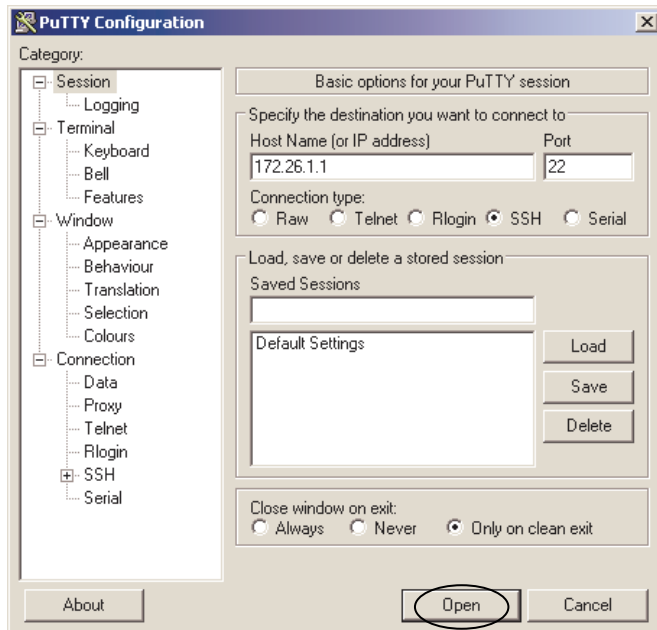 PuTTY Configuration
Category:
Session
Logging
Terminal
Keyboard
Bell
Features
Window
Appearance
Behaviour
Translation
Selection
Colours
Connection
Data
Proxy
Telnet
Rlogin
SSH
Serial
Basic options for your PuTTY session
Specify the destination you want to connect to
Host Name (or IP address) Port
172.26.1.1 22
Connection type:
Raw Telnet Rlogin SSH Serial
Load, save or delete a stored session
Saved Sessions
Default Settings
Load
Save
Delete
Close window on exit:
Always Never Only on clean exit
About Open Cancel